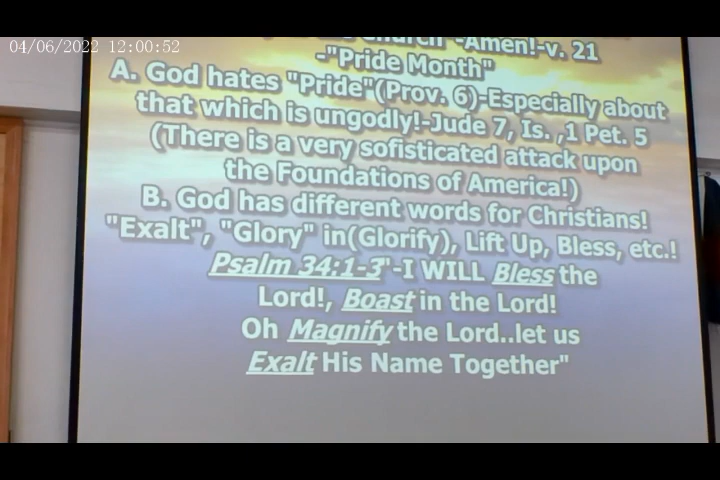 04/06/2022 12:00:52
Church -Amen!-v. 21
-"Pride Month"
A. God hates "Pride"(Prov. 6)-Especially about
that which is ungodly!-Jude 7, Is. ,1 Pet. 5
(There is a very sofisticated attack upon
the Foundations of America!)
B. God has different words for Christians!
"Exalt", "Glory" in(Glorify), Lift Up, Bless, etc.!
Psalm 34:1-3"-I WILL Bless the
Lord!, Boast in the Lord!
Oh Magnify the Lord..let us
Exalt His Name Together"